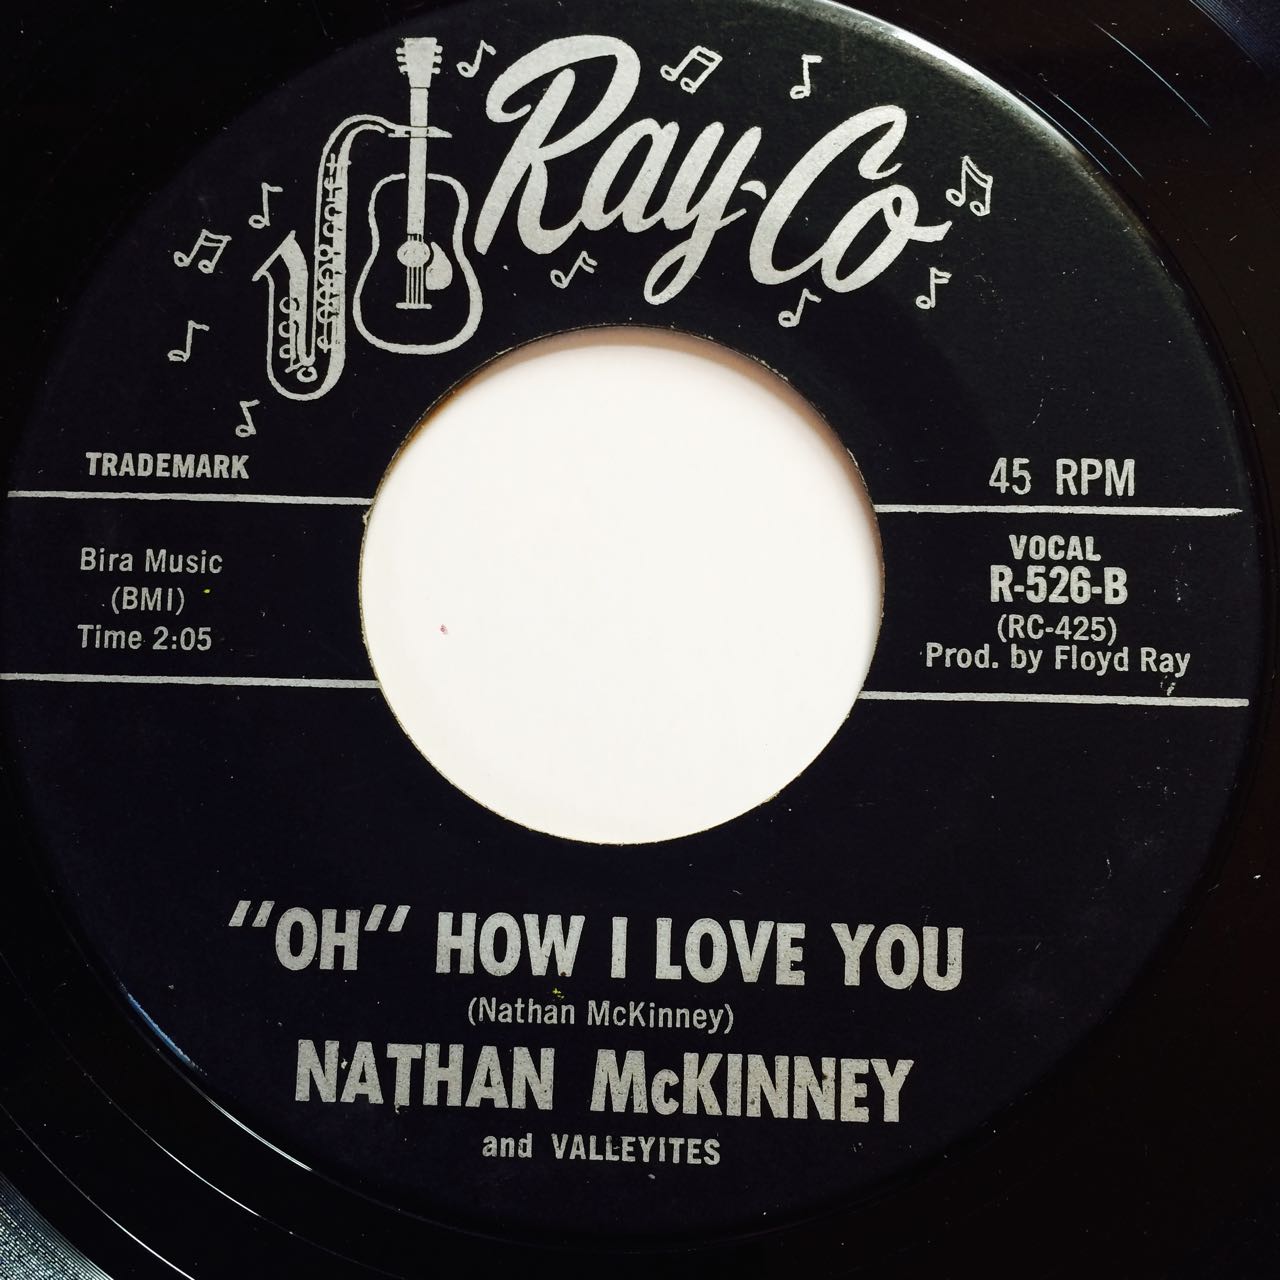 Ray-Co
TRADEMARK
45 RPM
Bira Music
(BMI)
Time 2:05
VOCAL
R-526-B
(RC-425)
Prod. by Floyd Ray
"OH" HOW I LOVE YOU
(Nathan McKinney)
NATHAN McKINNEY
and VALLEYITES